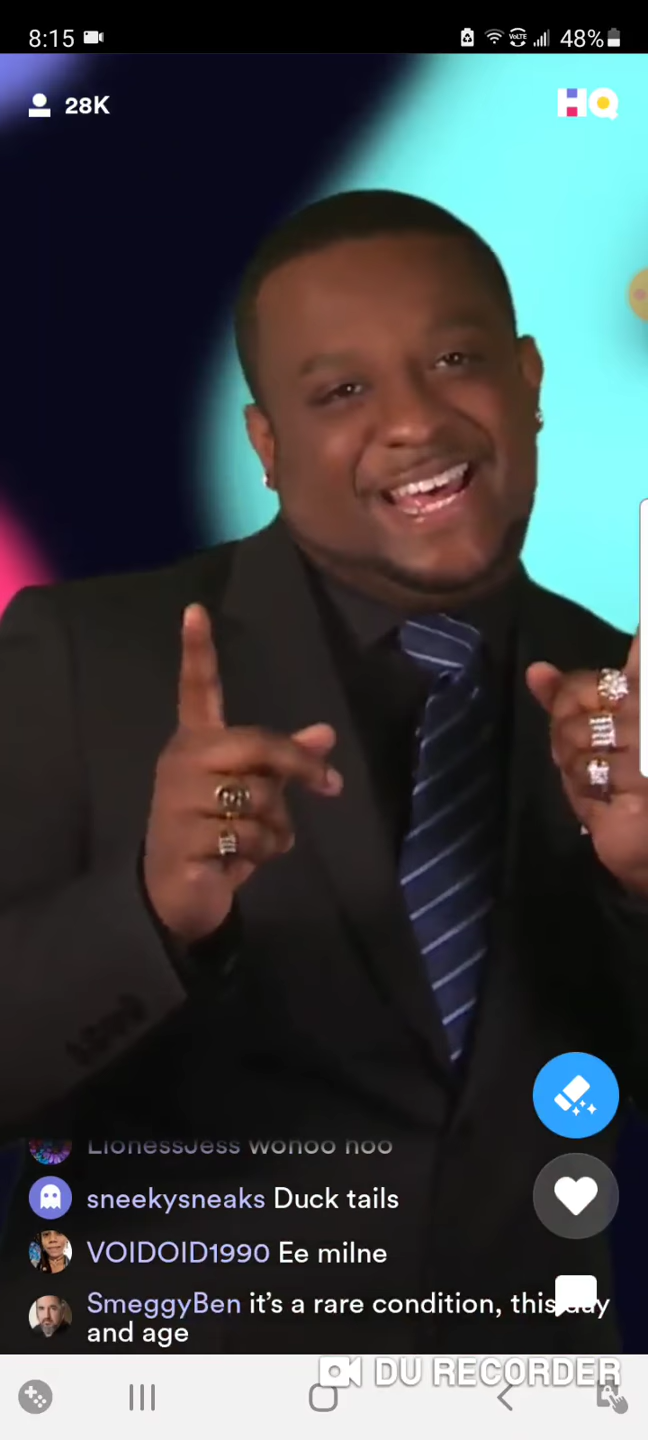 8:15 VoLTE 48%
28K HQ
LionessJess wohoo hoo
sneekysneaks Duck tails
VOIDOID1990 Ee milne
SmeggyBen it's a rare condition, this day
and age
DU RECORDER